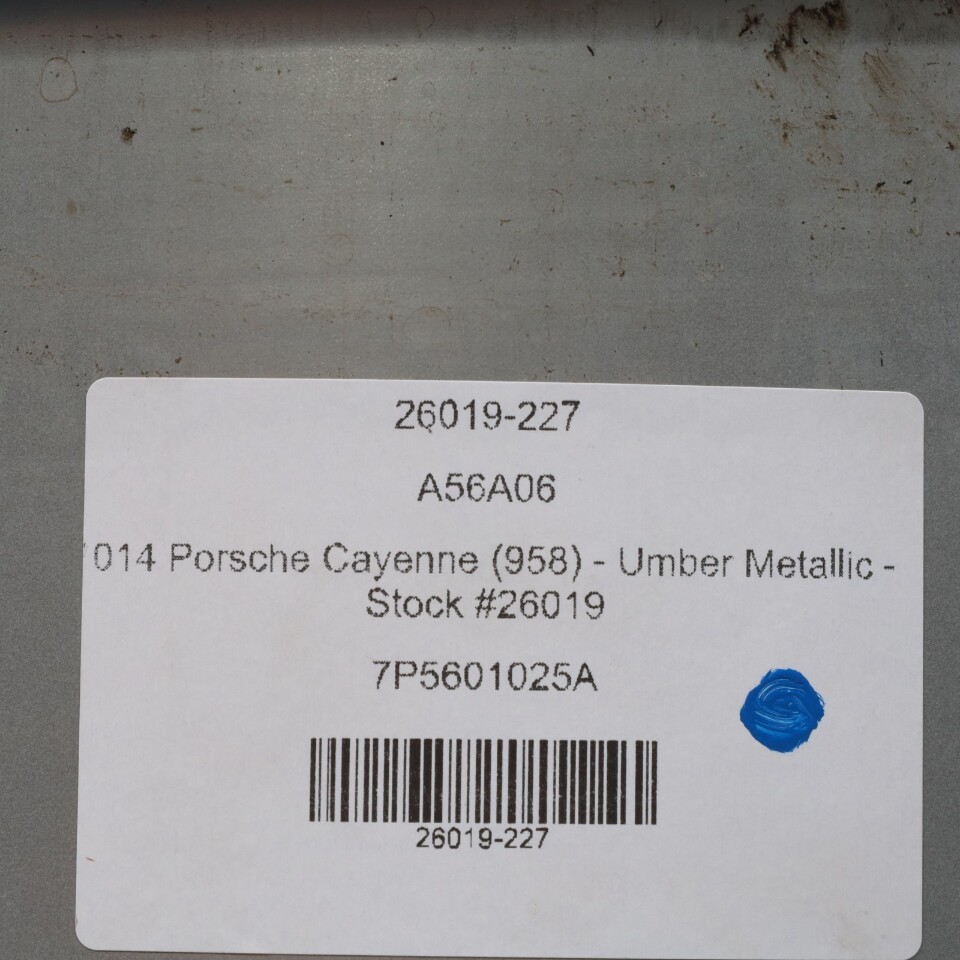 26019-227
A56A06
014 Porsche Cayenne (958) - Umber Metallic -
Stock #26019
7P5601025A
26019-227